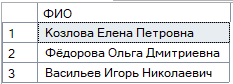 ФИО
1 Козлова Елена Петровна
2 Фёдорова Ольга Дмитриевна
3 Васильев Игорь Николаевич